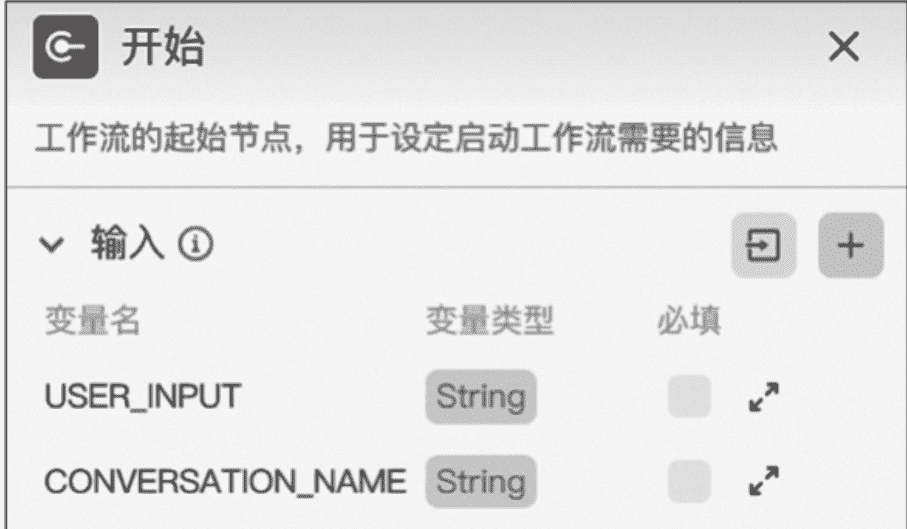 开始
工作流的起始节点，用于设定启动工作流需要的信息
输入
变量名 变量类型 必填
USER_INPUT String
CONVERSATION_NAME String